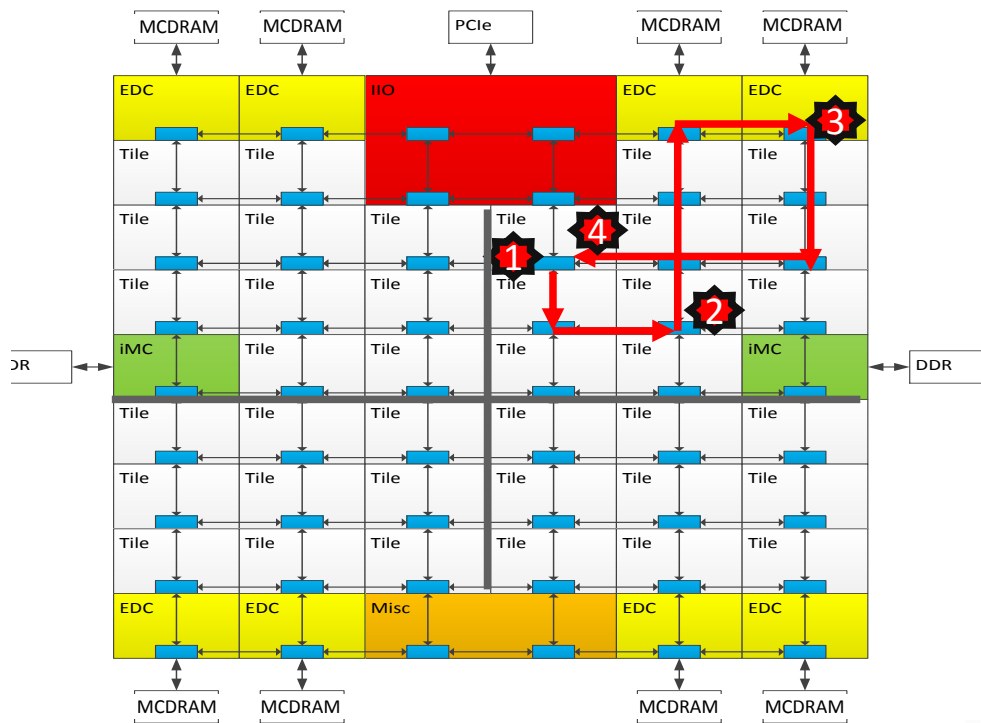 MCDRAM MCDRAM PCIe MCDRAM MCDRAM
EDC EDC IIO EDC EDC
3
Tile Tile Tile Tile
Tile Tile Tile Tile Tile Tile
4
1
Tile Tile Tile Tile Tile Tile
2
iMC Tile Tile Tile Tile iMC
DR DDR
Tile Tile Tile Tile Tile Tile
Tile Tile Tile Tile Tile Tile
Tile Tile Tile Tile Tile Tile
EDC EDC Misc EDC EDC
MCDRAM MCDRAM MCDRAM MCDRAM